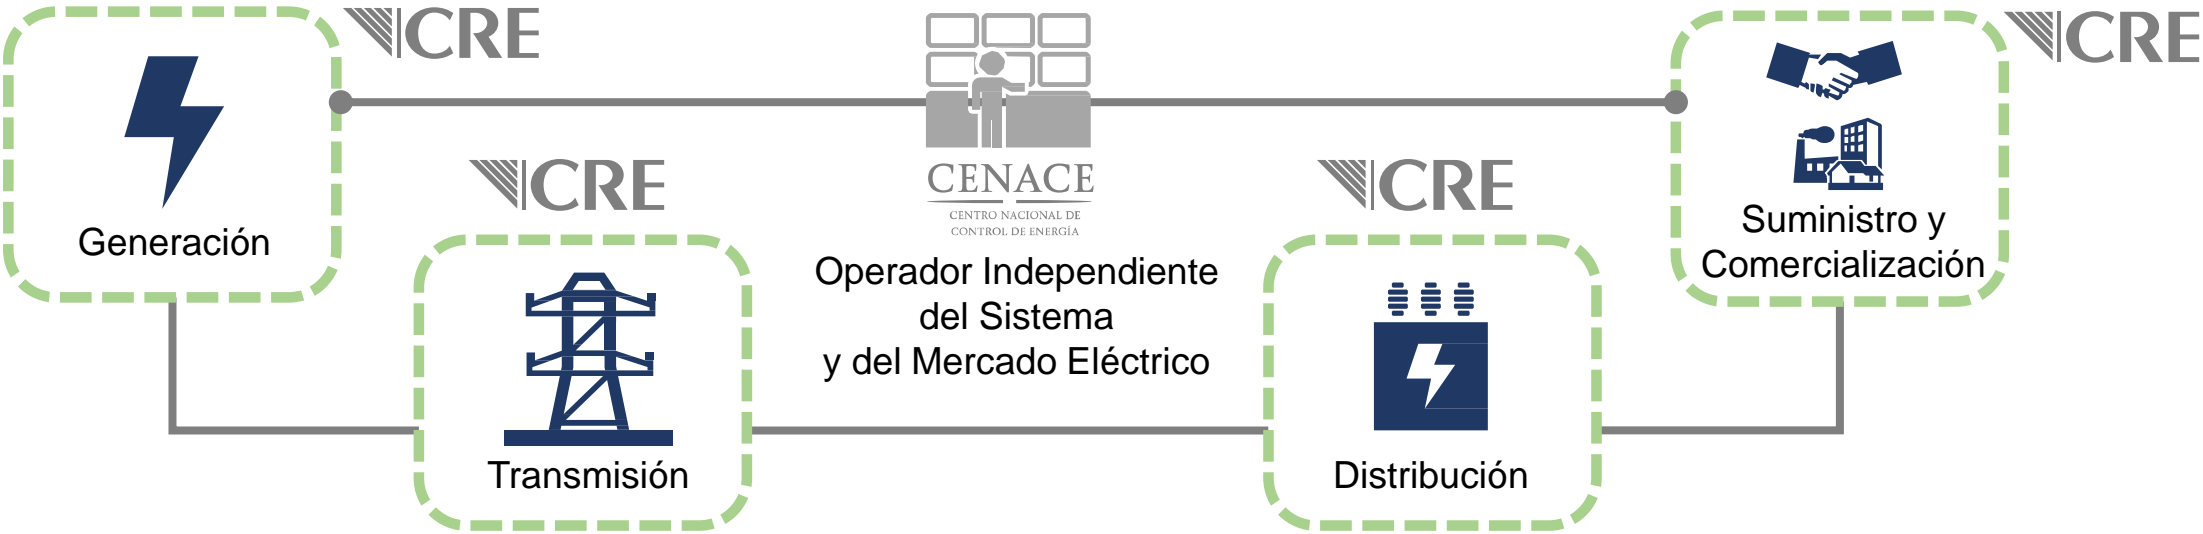 CRE
Generación
CRE
Transmisión
CENACE
CENTRO NACIONAL DE
CONTROL DE ENERGÍA
Operador Independiente
del Sistema
y del Mercado Eléctrico
CRE
Distribución
CRE
Suministro y
Comercialización